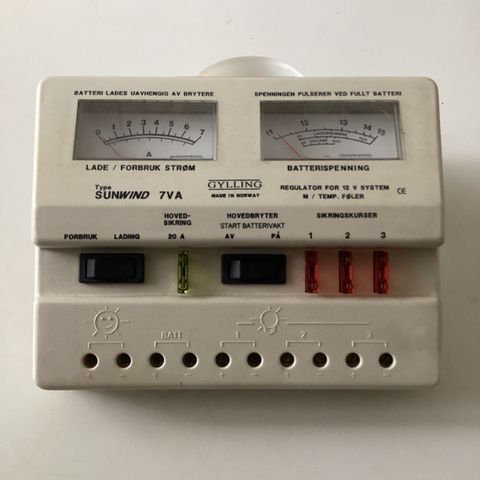 BATTERI LADES UAVHENGIG AV BRYTERE
SPENNINGEN PULSERER VED FULLT BATTERI
0 1 2 3 4 5 6 7
A
11 12 13 14 15
LADESPENNING
LADE / FORBRUK STRØM
BATTERISPENNING
Type
SUNWIND 7VA
GYLLING
MADE IN NORWAY
REGULATOR FOR 12 V SYSTEM
M / TEMP. FØLER
CE
HOVED-
SIKRING
HOVEDBRYTER
START BATTERIVAKT
SIKRINGSKURSER
FORBRUK LADING 20 A AV PÅ 1 2 3
BATT 1 2 3
+ - + - + - + - + -